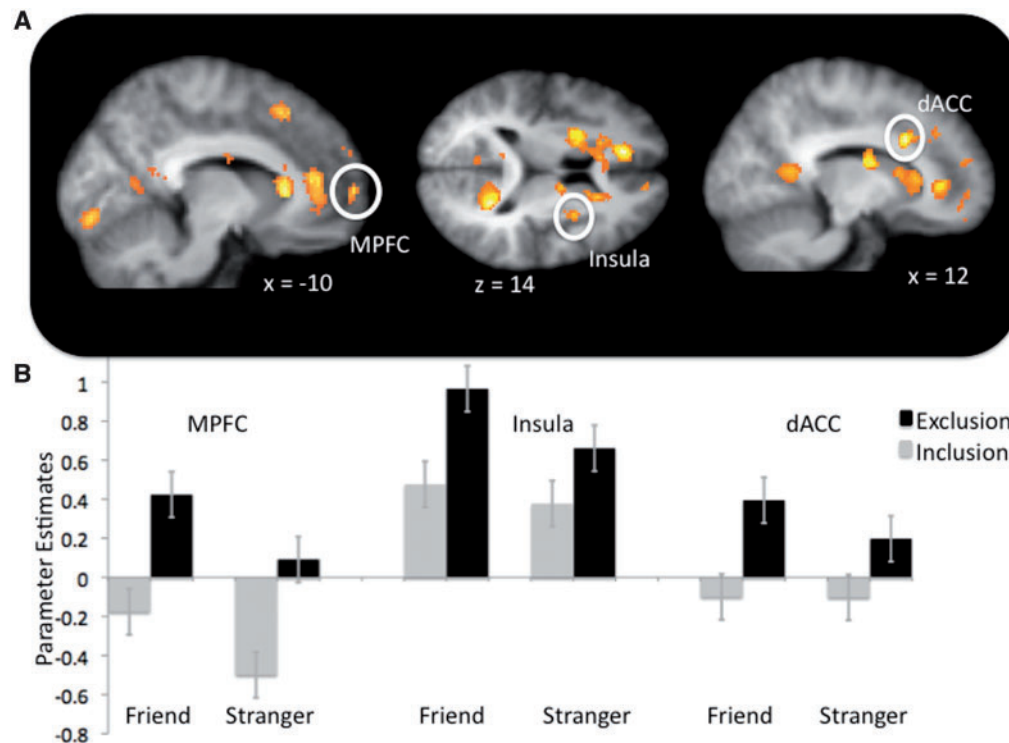 A
dACC
MPFC
Insula
x = -10
z = 14
x = 12
B
1
MPFC
Insula
dACC
Exclusion
Inclusion
0.8
0.6
0.4
0.2
0
-0.2
-0.4
-0.6
-0.8
Parameter Estimates
Friend
Stranger
Friend
Stranger
Friend
Stranger